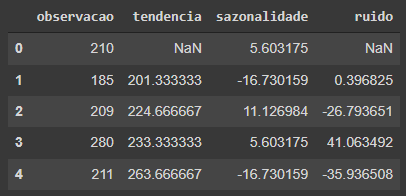 observacao tendencia sazonalidade ruido
0 210 NaN 5.603175 NaN
1 185 201.333333 -16.730159 0.396825
2 209 224.666667 11.126984 -26.793651
3 280 233.333333 5.603175 41.063492
4 211 263.666667 -16.730159 -35.936508